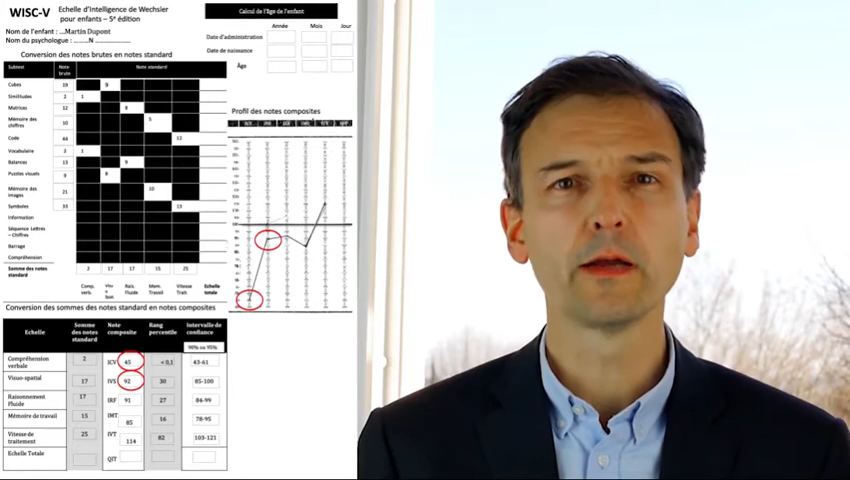 WISC-V
Echelle d'Intelligence de Wechsler
pour enfants – 5e édition
Nom de l'enfant : ...Martin Dupont
Nom du psychologue : .....N
Calcul de l'âge de l'enfant
Année Mois Jour
Date d'administration
Date de naissance
Âge
Conversion des notes brutes en notes standard
Subtest Note brute Note standard
Cubes 19 9
Similitudes 2 1
Matrices 12 8
Mémoire des chiffres 10 5
Code 44 12
Vocabulaire 2 1
Balances 13 9
Puzzles visuels 9 8
Mémoire des images 21 10
Symboles 33 13
Information
Séquence Lettres – Chiffres
Barrage
Compréhension
Somme des notes standard 2 17 17 15 25
Comp. verb. Rais. Fluide Mem. Travail Vitesse Trait. Echelle totale
Profil des notes composites
Conversion des sommes des notes standard en notes composites
Echelle Somme des notes standard Note composite Rang percentile Intervalle de confiance
90% ou 95%
Compréhension verbale 2 ICV 45 < 0,1 43-61
Visuo-spatial 17 IVS 92 30 85-100
Raisonnement Fluide 17 IRF 91 27 84-99
Mémoire de travail 15 IMT 85 16 78-95
Vitesse de traitement 25 IVT 114 82 103-121
Echelle Totale QIT